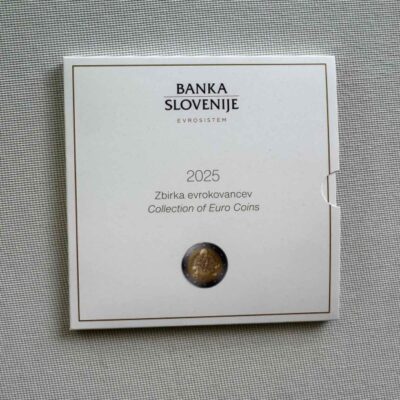 BANKA
SLOVENIJE
EVROSISTEM
2025
Zbirka evrokovancev
Collection of Euro Coins